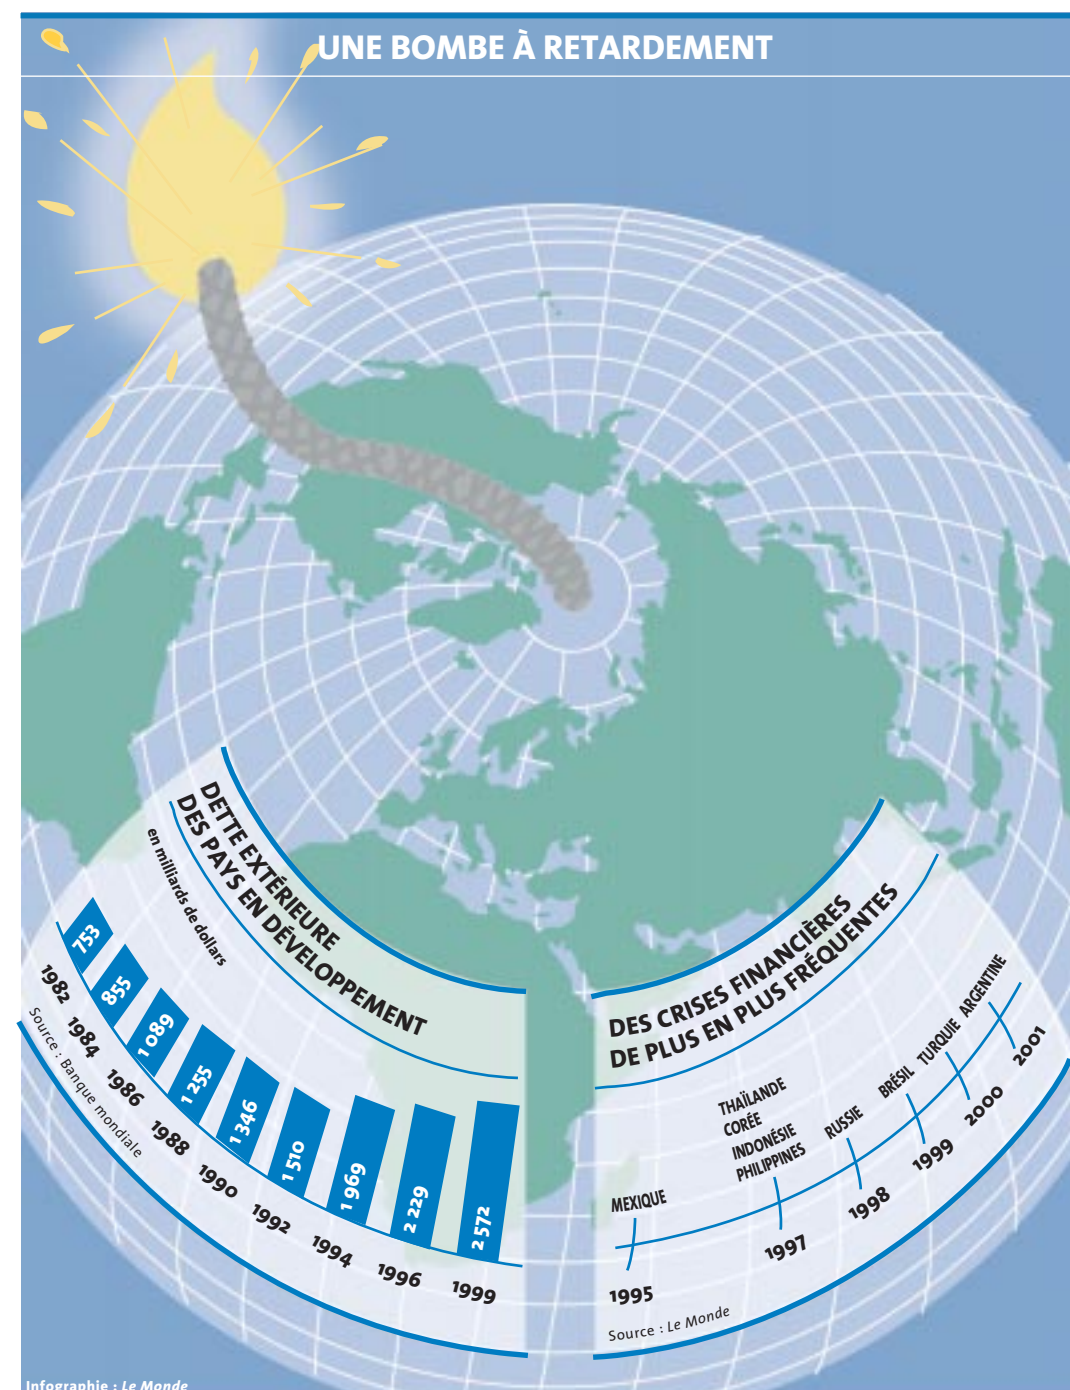 UNE BOMBE À RETARDEMENT
DETTE EXTÉRIEURE
DES PAYS EN DÉVELOPPEMENT
en milliards de dollars
753
855
1 089
1 255
1 346
1 510
1 969
2 229
2 572
1982
1984
1986
1988
1990
1992
1994
1996
1999
Source : Banque mondiale
DES CRISES FINANCIÈRES
DE PLUS EN PLUS FRÉQUENTES
MEXIQUE
THAÏLANDE
CORÉE
INDONÉSIE
PHILIPPINES
RUSSIE
BRÉSIL
TURQUIE
ARGENTINE
1995
1997
1998
1999
2000
2001
Source : Le Monde
Infographie : Le Monde